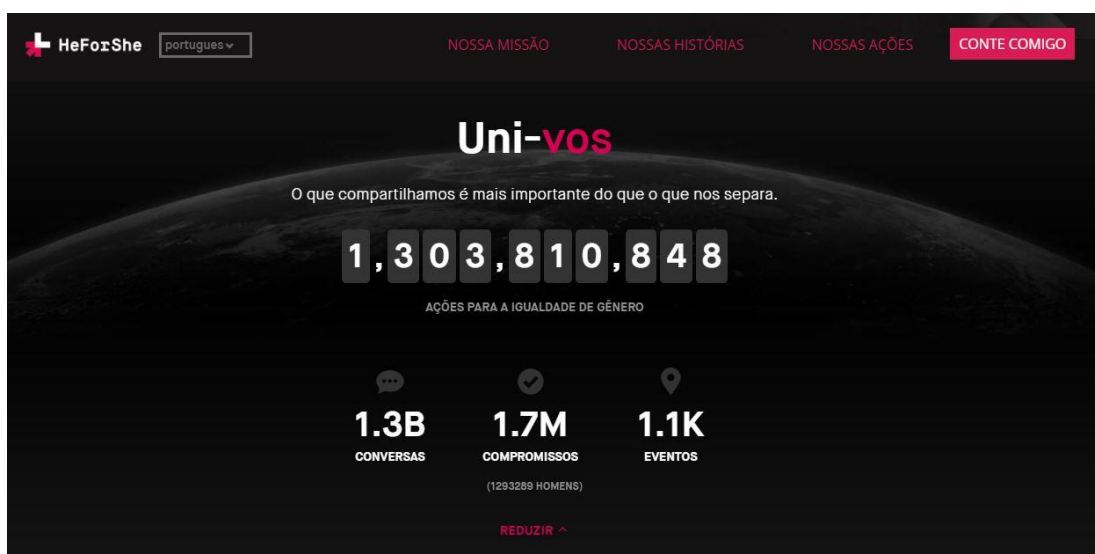 HeForShe portugues NOSSA MISSÃO NOSSAS HISTÓRIAS NOSSAS AÇÕES CONTE COMIGO
Uni-vos
O que compartilhamos é mais importante do que o que nos separa.
1,303,810,848
AÇÕES PARA A IGUALDADE DE GÊNERO
1.3B 1.7M 1.1K
CONVERSAS COMPROMISSOS EVENTOS
(1293289 HOMENS)
REDUZIR